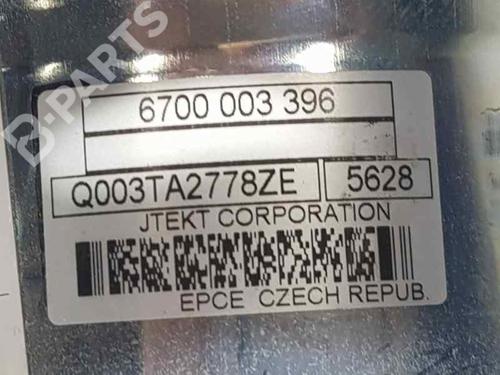 B-PARTS
6700 003 396
Q003TA2778ZE 5628
JTEKT CORPORATION
EPCE CZECH REPUB.